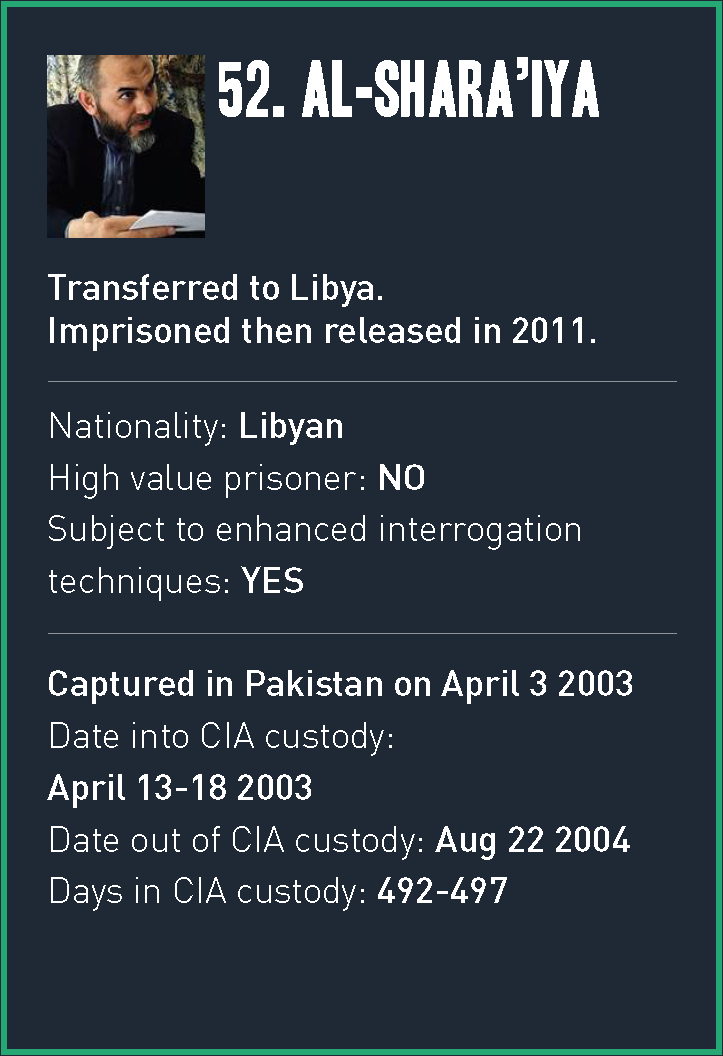 52. AL-SHARA’IYA
Transferred to Libya.
Imprisoned then released in 2011.
Nationality: Libyan
High value prisoner: NO
Subject to enhanced interrogation
techniques: YES
Captured in Pakistan on April 3 2003
Date into CIA custody:
April 13-18 2003
Date out of CIA custody: Aug 22 2004
Days in CIA custody: 492-497